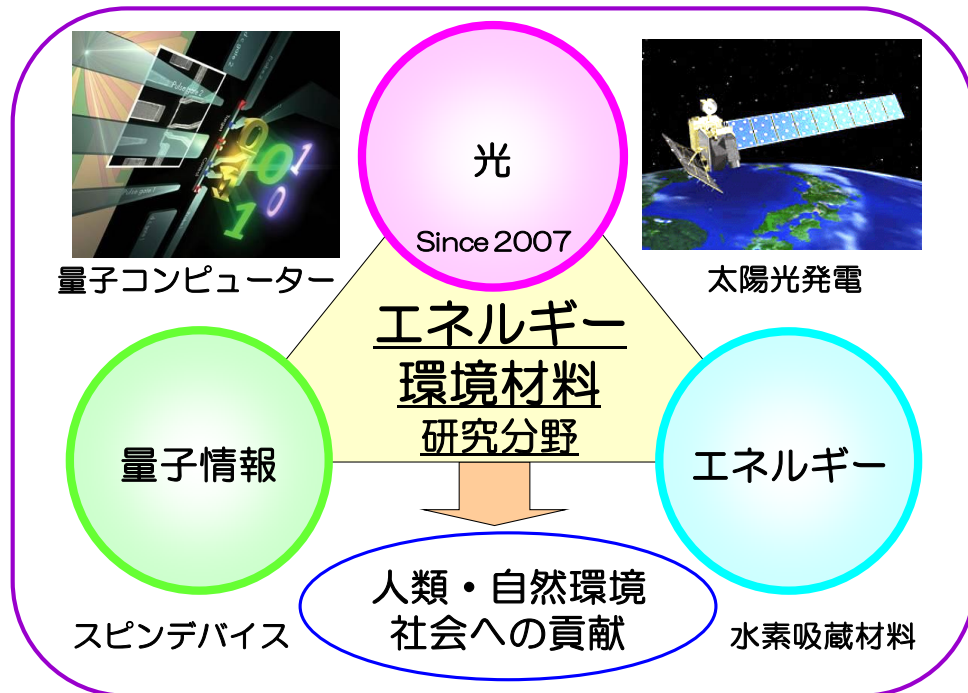 光
Since 2007
量子コンピューター
太陽光発電
エネルギー
環境材料
研究分野
量子情報
エネルギー
人類・自然環境
社会への貢献
スピンデバイス
水素吸蔵材料